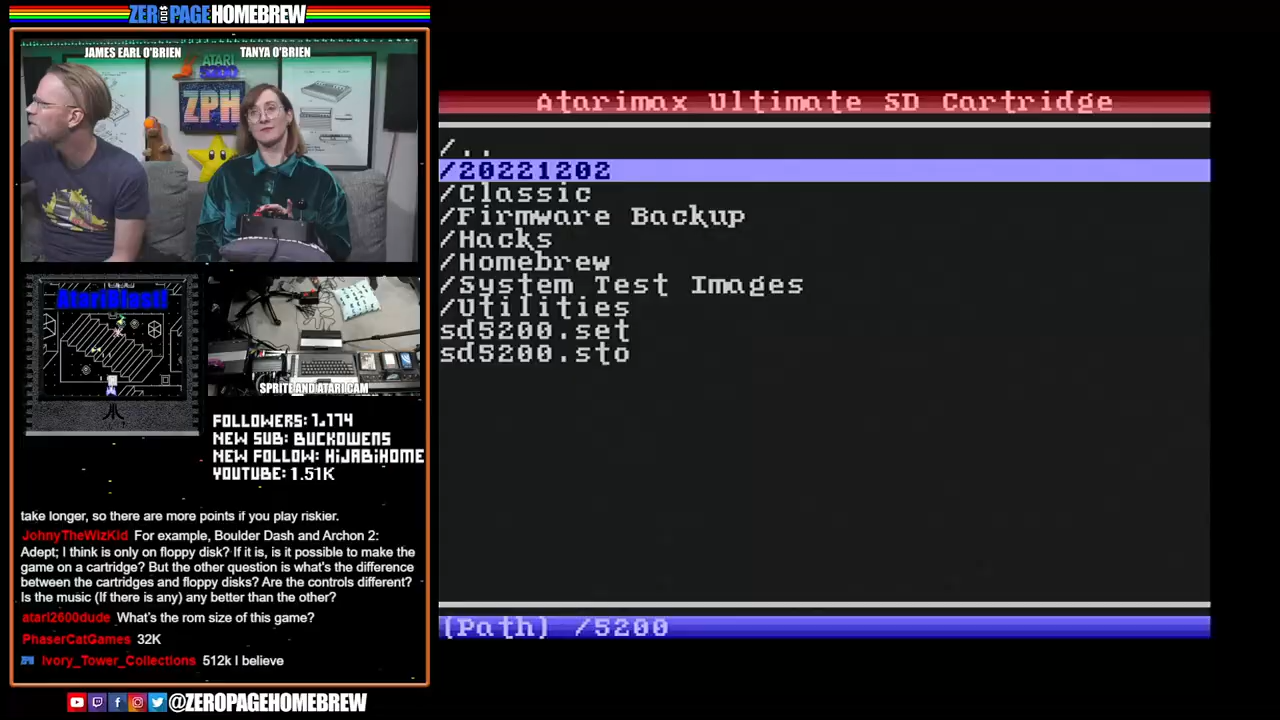 ZERO PAGE HOMEBREW
JAMES EARL O'BRIEN
TANYA O'BRIEN
ATARI
5200
ZPH
AtariBlast!
SPRITE AND ATARI CAM
FOLLOWERS: 1,174
NEW SUB: BUCKOWENS
NEW FOLLOW: HIJABIHOME
YOUTUBE: 1.51K
take longer, so there are more points if you play riskier.
JohnyTheWizKid For example, Boulder Dash and Archon 2:
Adept; I think is only on floppy disk? If it is, is it possible to make the
game on a cartridge? But the other question is what's the difference
between the cartridges and floppy disks? Are the controls different?
Is the music (If there is any) any better than the other?
atari2600dude What's the rom size of this game?
PhaserCatGames 32K
Ivory_Tower_Collections 512k I believe
@ZEROPAGEHOMEBREW
Atarimax Ultimate SD Cartridge
/..
/20221202
/Classic
/Firmware Backup
/Hacks
/Homebrew
/System Test Images
/Utilities
sd5200.set
sd5200.sto
[Path] /5200